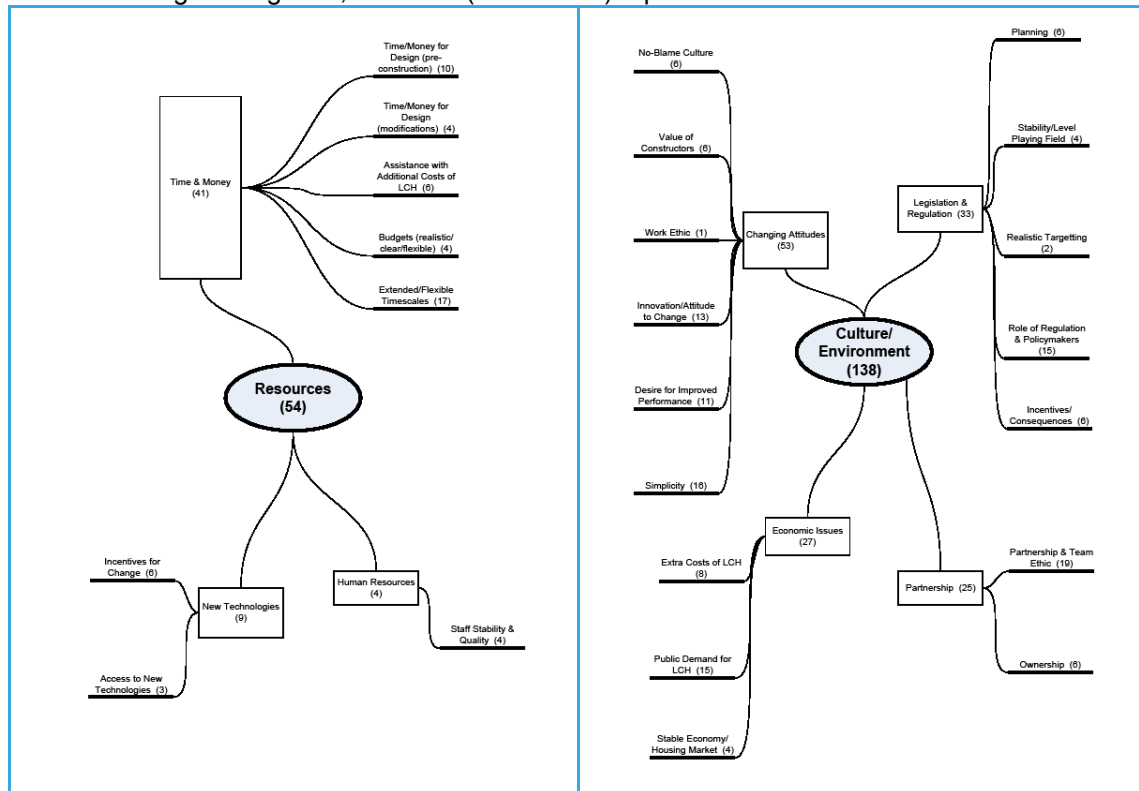 Time/Money for
Design (pre-
construction) (10)
Time/Money for
Design
(modifications) (4)
Time & Money
(41)
Assistance with
Additional Costs of
LCH (6)
Budgets (realistic/
clear/flexible) (4)
Extended/Flexible
Timescales (17)
Resources
(54)
Incentives for
Change (6)
New Technologies
(9)
Access to New
Technologies (3)
Human Resources
(4)
Staff Stability &
Quality (4)
No-Blame Culture
(6)
Value of
Constructors (6)
Work Ethic (1)
Changing Attitudes
(53)
Innovation/Attitude
to Change (13)
Desire for Improved
Performance (11)
Simplicity (16)
Planning (6)
Stability/Level
Playing Field (4)
Legislation &
Regulation (33)
Realistic Targetting
(2)
Role of Regulation
& Policymakers
(15)
Incentives/
Consequences (6)
Culture/
Environment
(138)
Economic Issues
(27)
Extra Costs of LCH
(8)
Public Demand for
LCH (15)
Stable Economy/
Housing Market (4)
Partnership & Team
Ethic (19)
Partnership (25)
Ownership (6)